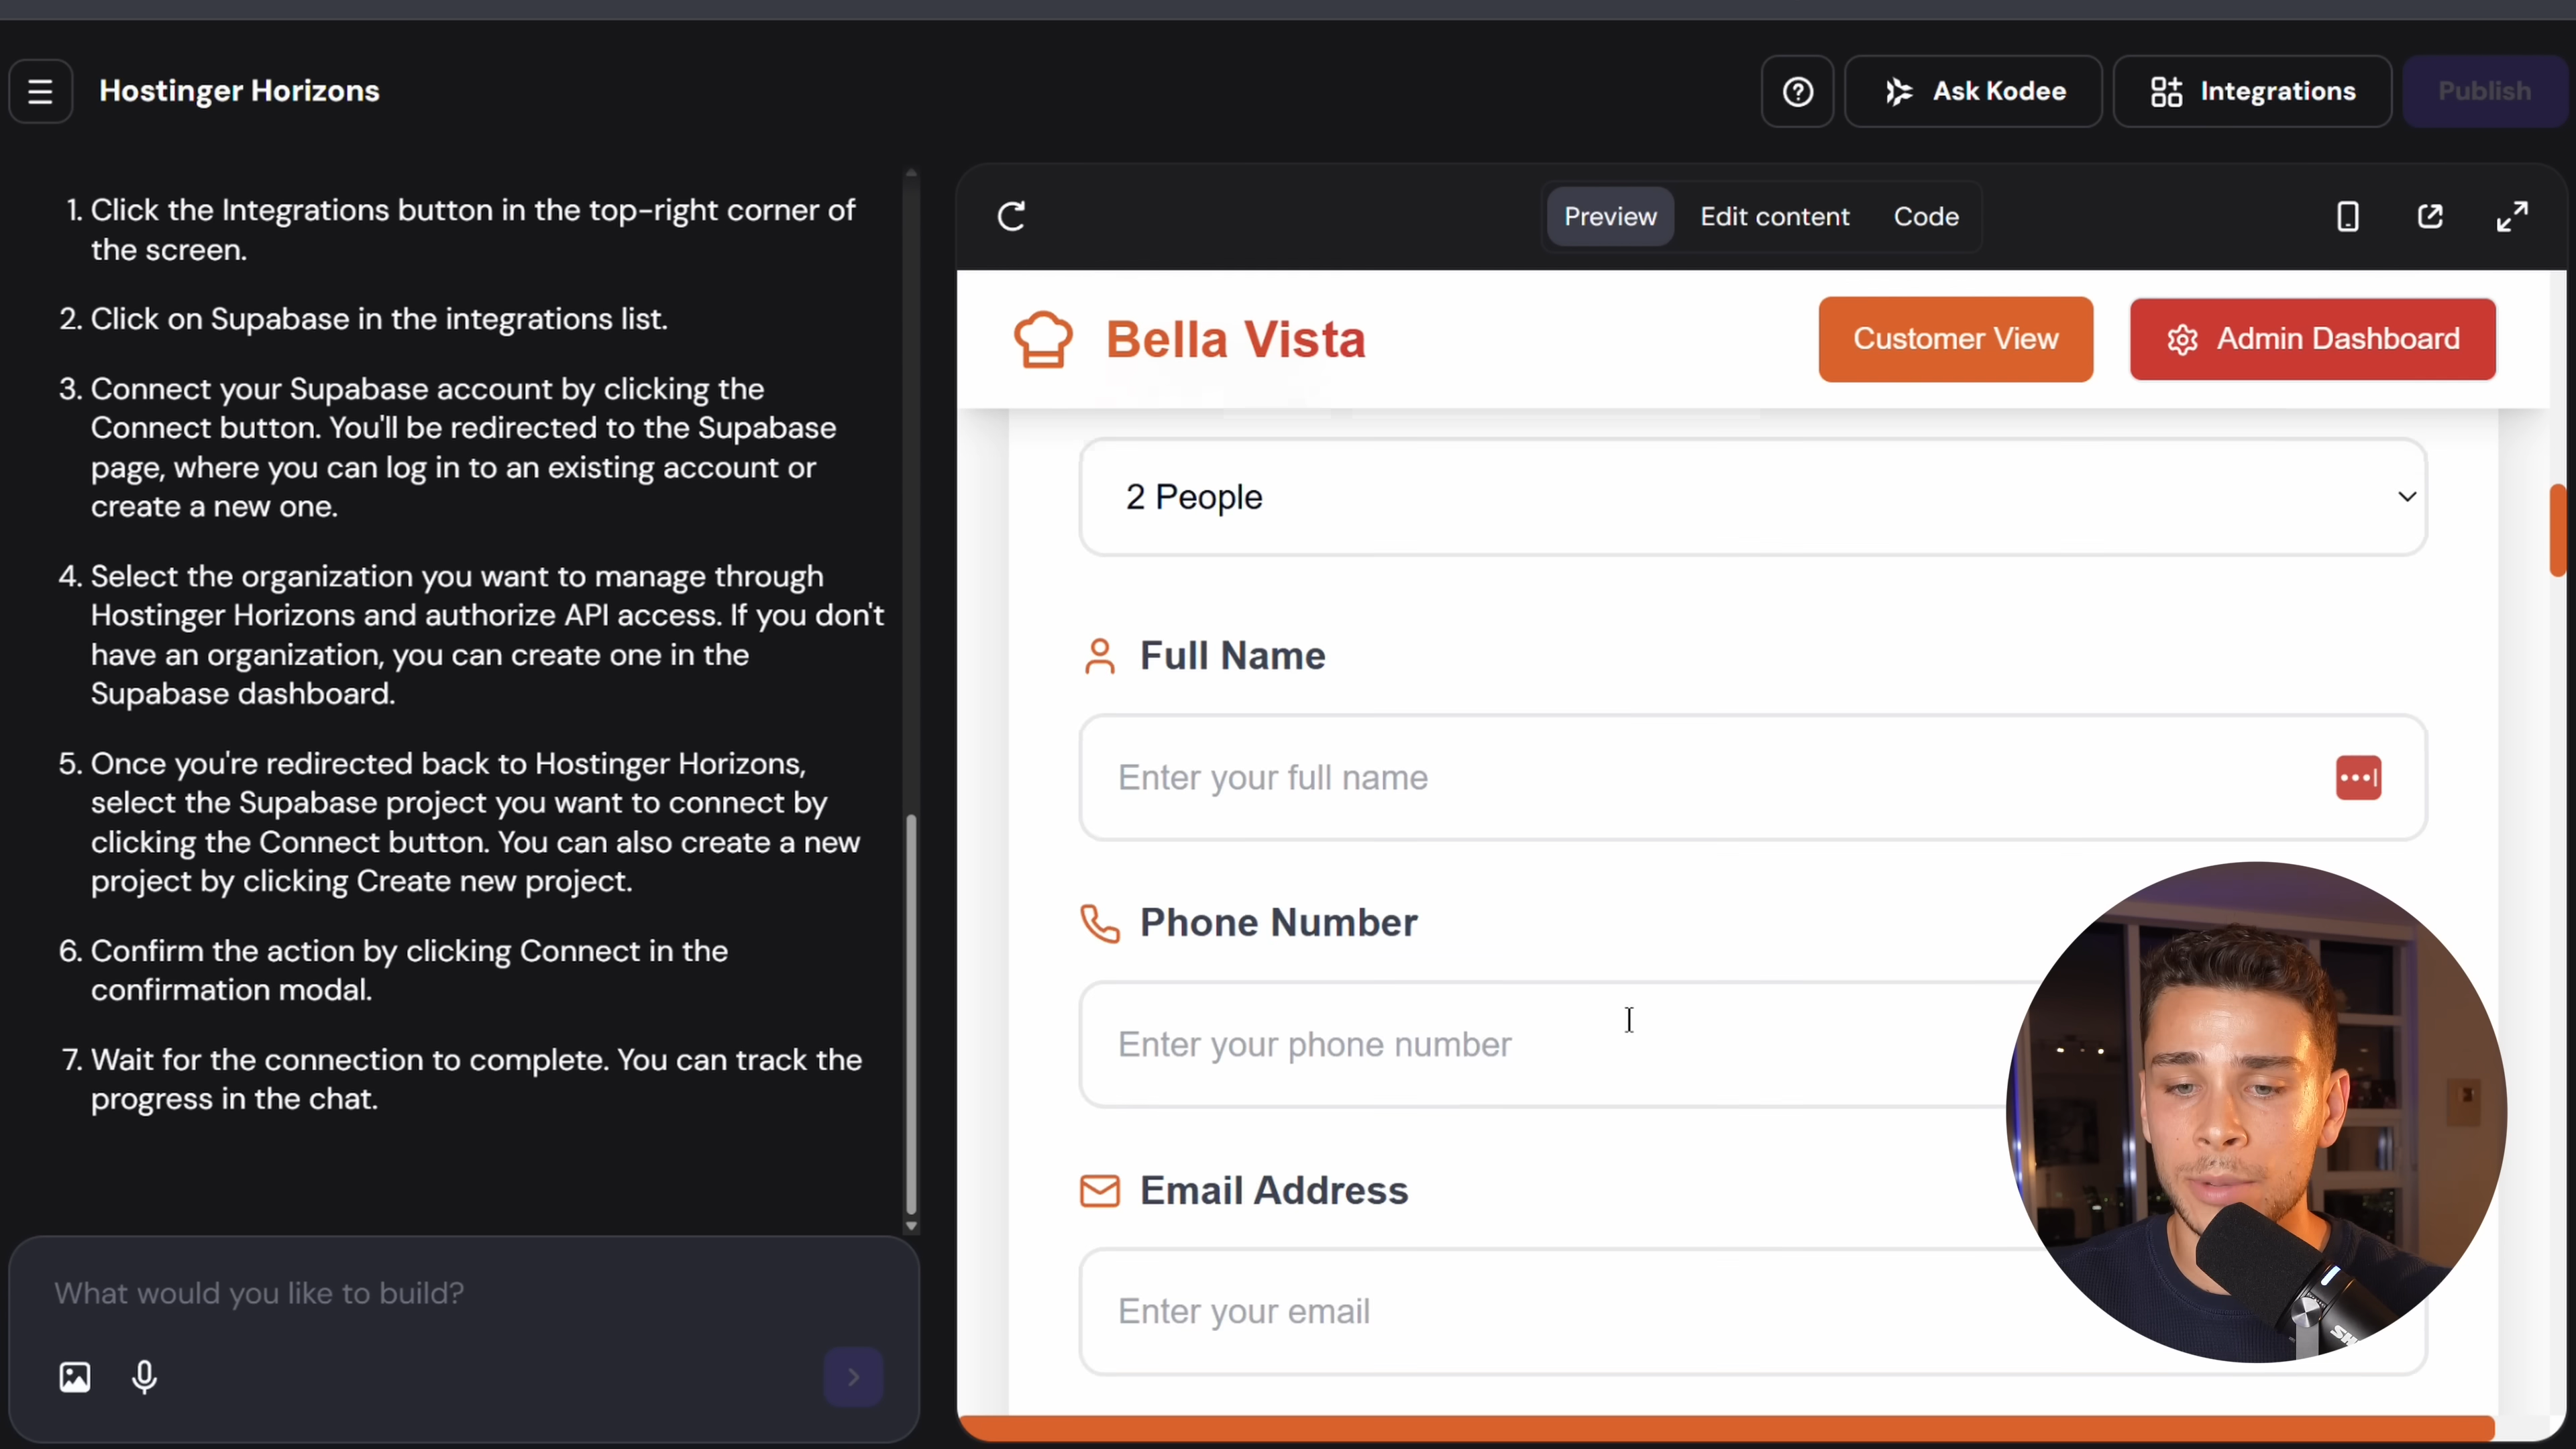 Hostinger Horizons
Ask Kodee
Integrations
Publish
1. Click the Integrations button in the top-right corner of
the screen.
2. Click on Supabase in the integrations list.
3. Connect your Supabase account by clicking the
Connect button. You'll be redirected to the Supabase
page, where you can log in to an existing account or
create a new one.
4. Select the organization you want to manage through
Hostinger Horizons and authorize API access. If you don't
have an organization, you can create one in the
Supabase dashboard.
5. Once you're redirected back to Hostinger Horizons,
select the Supabase project you want to connect by
clicking the Connect button. You can also create a new
project by clicking Create new project.
6. Confirm the action by clicking Connect in the
confirmation modal.
7. Wait for the connection to complete. You can track the
progress in the chat.
What would you like to build?
Preview
Edit content
Code
Bella Vista
Customer View
Admin Dashboard
2 People
Full Name
Enter your full name
Phone Number
Enter your phone number
Email Address
Enter your email